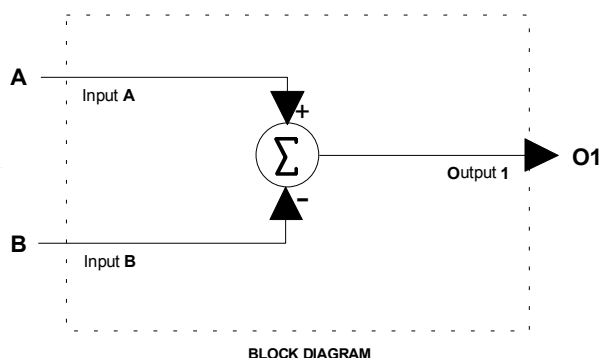 A
Input A
+
Σ
Output 1
O1
-
B
Input B
BLOCK DIAGRAM